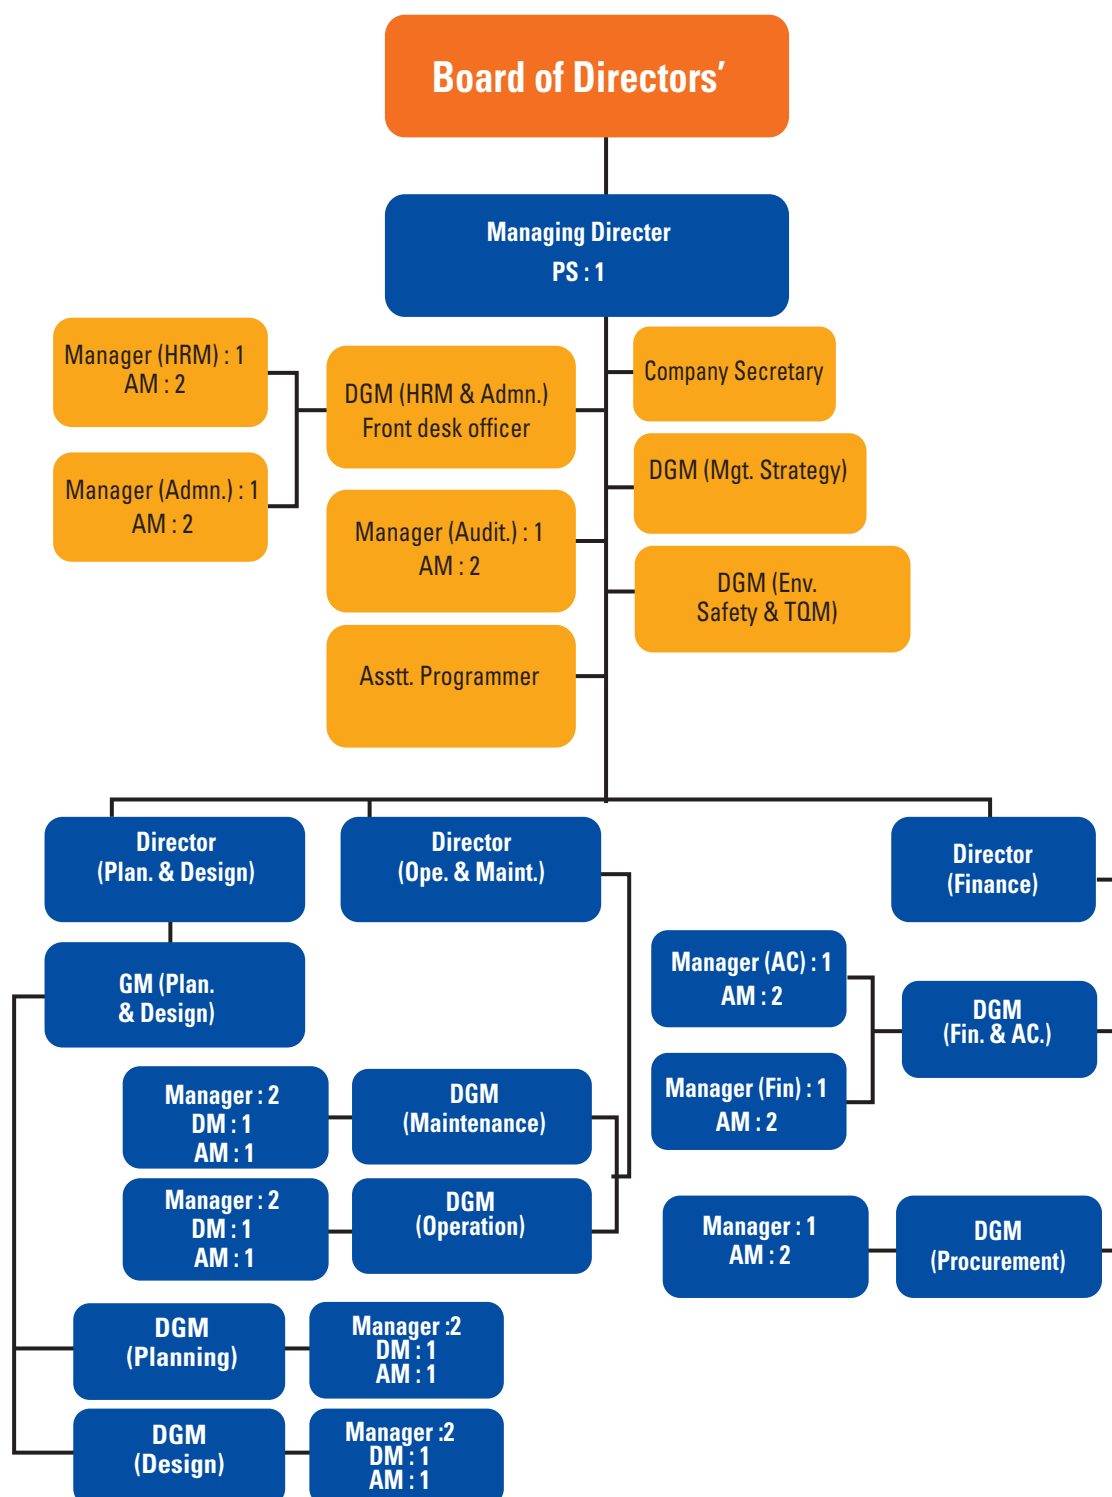 Board of Directors’
Managing Directer
PS : 1
Manager (HRM) : 1
AM : 2
DGM (HRM & Admn.)
Front desk officer
Company Secretary
Manager (Admn.) : 1
AM : 2
DGM (Mgt. Strategy)
Manager (Audit.) : 1
AM : 2
DGM (Env.
Safety & TQM)
Asstt. Programmer
Director
(Plan. & Design)
Director
(Ope. & Maint.)
Director
(Finance)
GM (Plan.
& Design)
Manager (AC) : 1
AM : 2
DGM
(Fin. & AC.)
Manager (Fin) : 1
AM : 2
Manager : 2
DM : 1
AM : 1
DGM
(Maintenance)
Manager : 2
DM : 1
AM : 1
DGM
(Operation)
Manager : 1
AM : 2
DGM
(Procurement)
DGM
(Planning)
Manager :2
DM : 1
AM : 1
DGM
(Design)
Manager :2
DM : 1
AM : 1